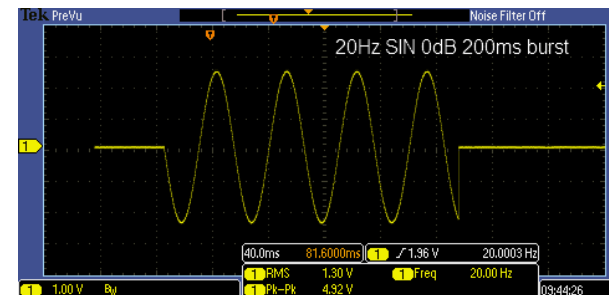 Tek PreVu Noise Filter Off
20Hz SIN 0dB 200ms burst
1
40.0ms 81.6000ms 1 1.96 V 20.0003 Hz
1 RMS 1.30 V 1 Freq 20.00 Hz
1 1.00 V BW 1 Pk-Pk 4.92 V 09:44:26